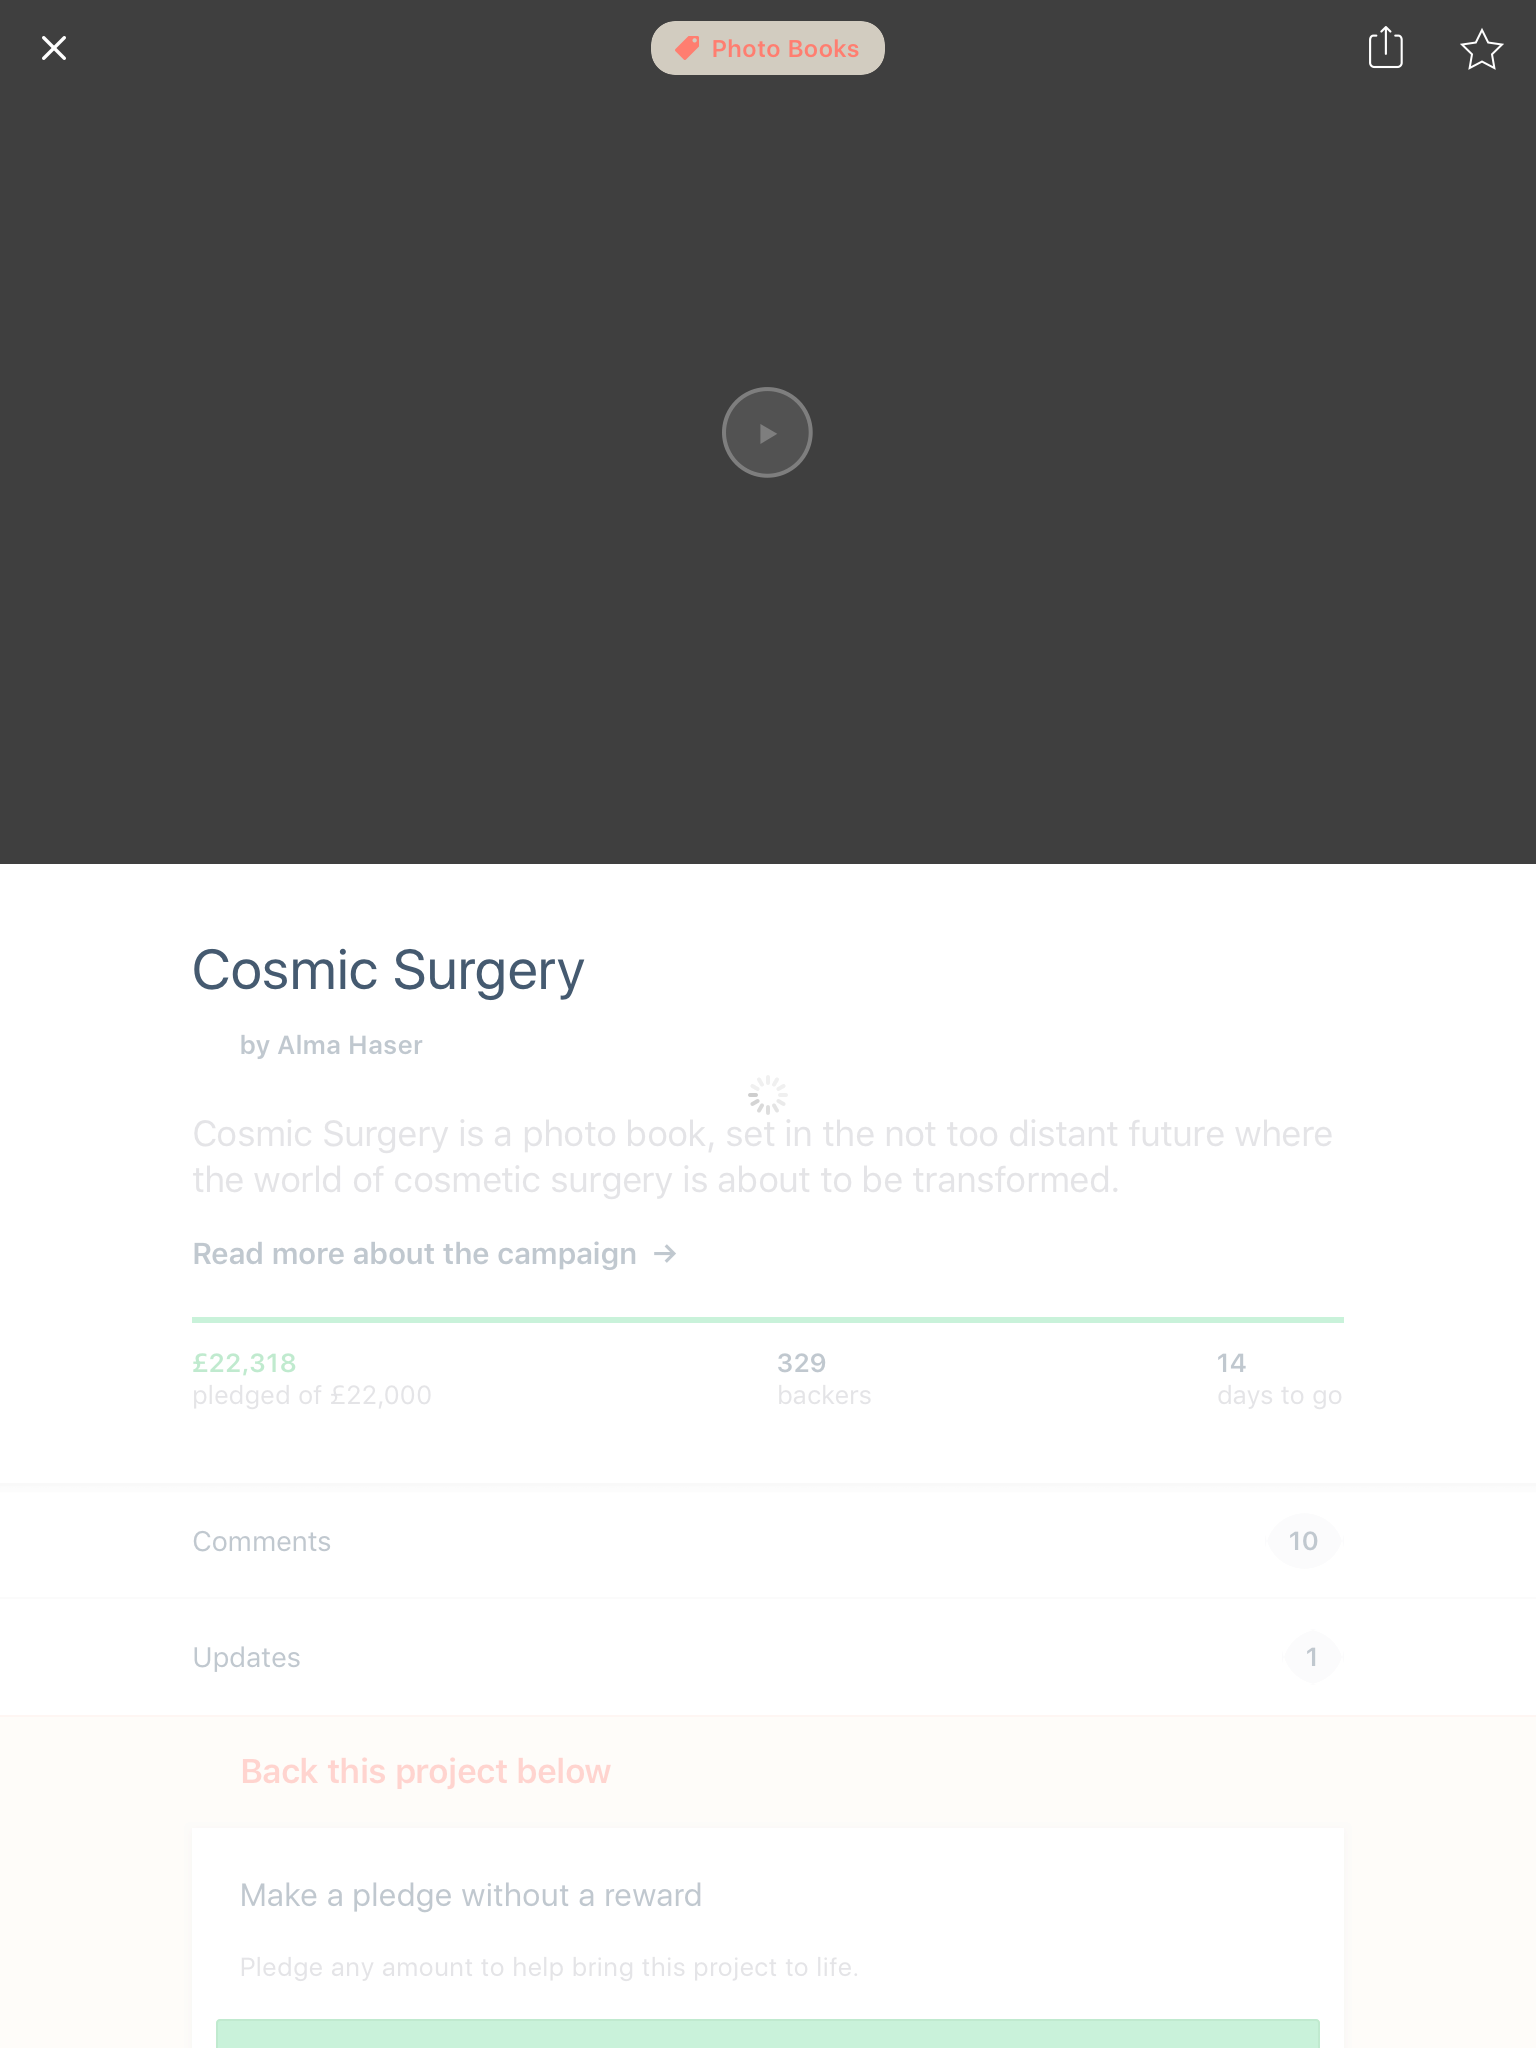 Photo Books
Cosmic Surgery
by Alma Haser
Cosmic Surgery is a photo book, set in the not too distant future where
the world of cosmetic surgery is about to be transformed.
Read more about the campaign →
£22,318
pledged of £22,000
329
backers
14
days to go
Comments
10
Updates
1
Back this project below
Make a pledge without a reward
Pledge any amount to help bring this project to life.